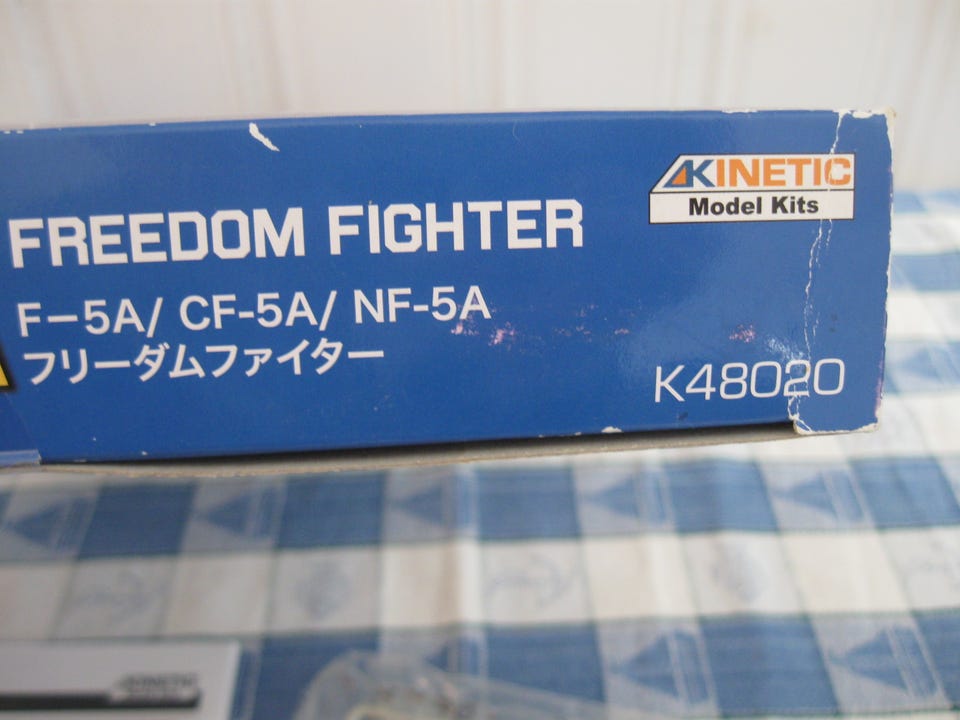 KINETIC
Model Kits
FREEDOM FIGHTER
F-5A/ CF-5A/ NF-5A
フリーダムファイター
K48020
KINETIC